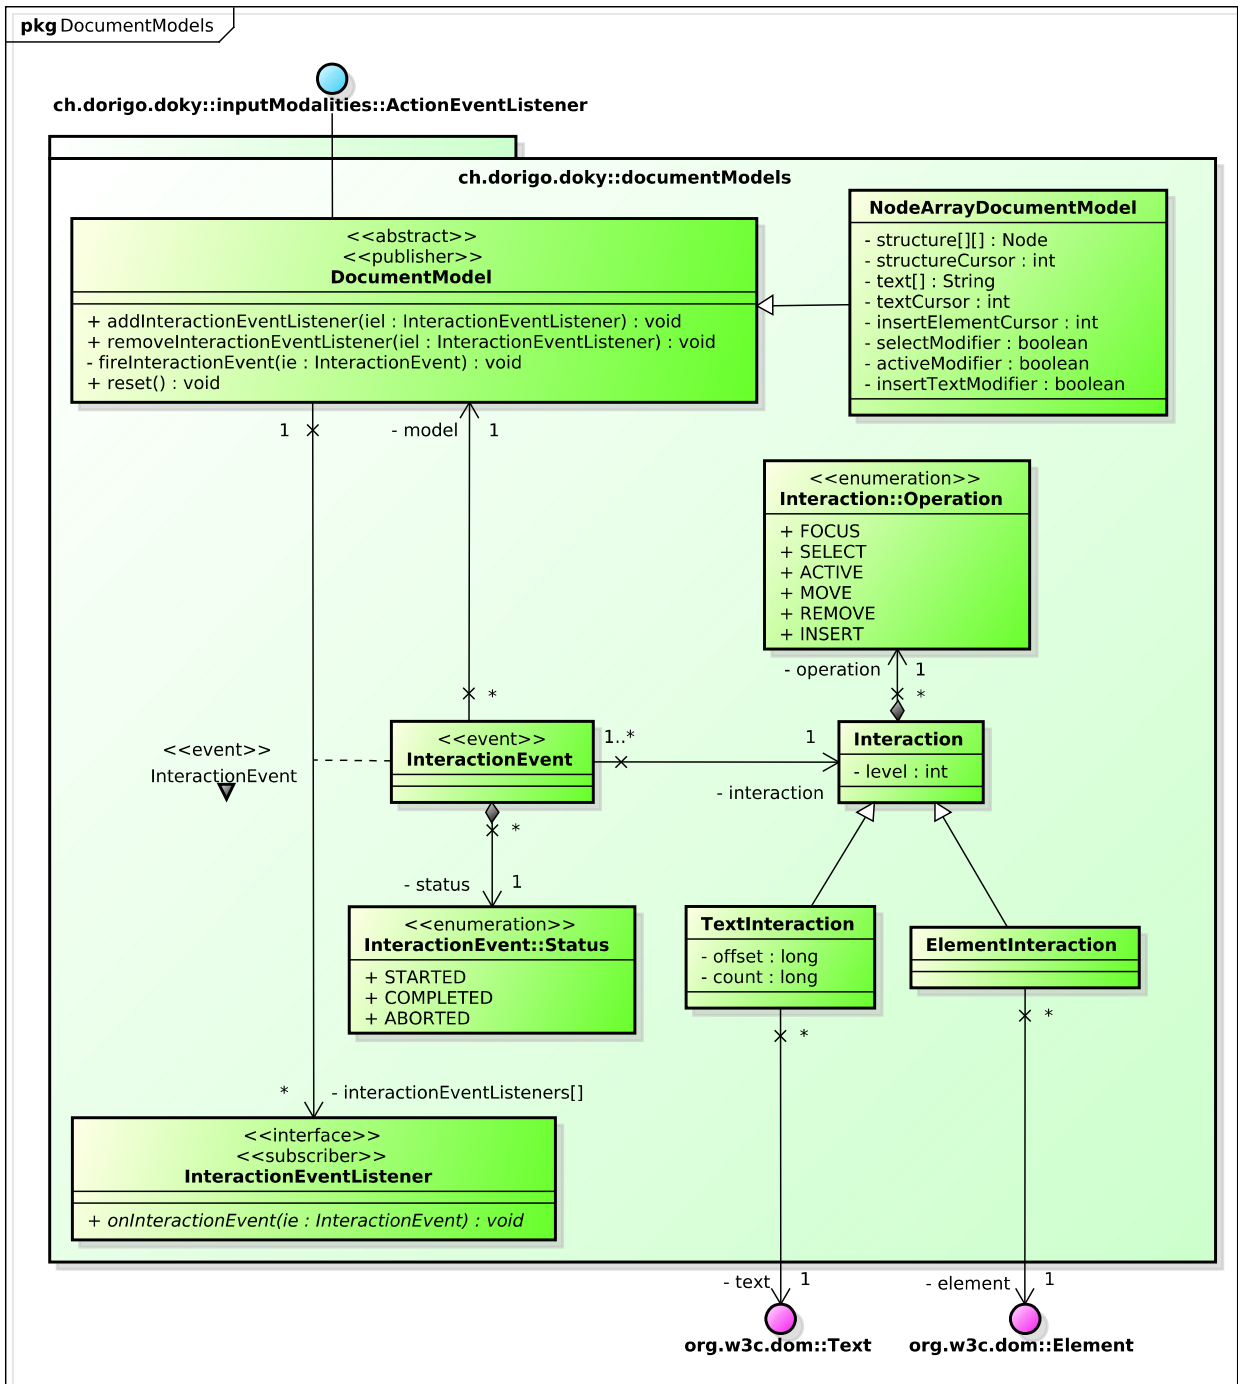 pkg DocumentModels
ch.dorigo.doky::inputModalities::ActionEventListener
ch.dorigo.doky::documentModels
<<abstract>>
<<publisher>>
DocumentModel
+ addInteractionEventListener(iel : InteractionEventListener) : void
+ removeInteractionEventListener(iel : InteractionEventListener) : void
- fireInteractionEvent(ie : InteractionEvent) : void
+ reset() : void
NodeArrayDocumentModel
- structure[][] : Node
- structureCursor : int
- text[] : String
- textCursor : int
- insertElementCursor : int
- selectModifier : boolean
- activeModifier : boolean
- insertTextModifier : boolean
1
- model
1
<<enumeration>>
Interaction::Operation
+ FOCUS
+ SELECT
+ ACTIVE
+ MOVE
+ REMOVE
+ INSERT
- operation
1
*
*
<<event>>
InteractionEvent
<<event>>
InteractionEvent
1..*
1
- interaction
Interaction
- level : int
*
- status
1
<<enumeration>>
InteractionEvent::Status
+ STARTED
+ COMPLETED
+ ABORTED
TextInteraction
- offset : long
- count : long
ElementInteraction
*
*
*
- interactionEventListeners[]
<<interface>>
<<subscriber>>
InteractionEventListener
+ onInteractionEvent(ie : InteractionEvent) : void
- text
1
- element
1
org.w3c.dom::Text
org.w3c.dom::Element